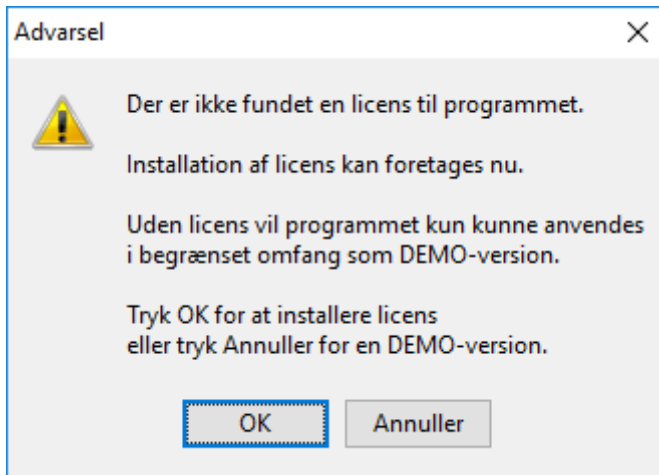 Advarsel
Der er ikke fundet en licens til programmet.
Installation af licens kan foretages nu.
Uden licens vil programmet kun kunne anvendes
i begrænset omfang som DEMO-version.
Tryk OK for at installere licens
eller tryk Annuller for en DEMO-version.
OK
Annuller